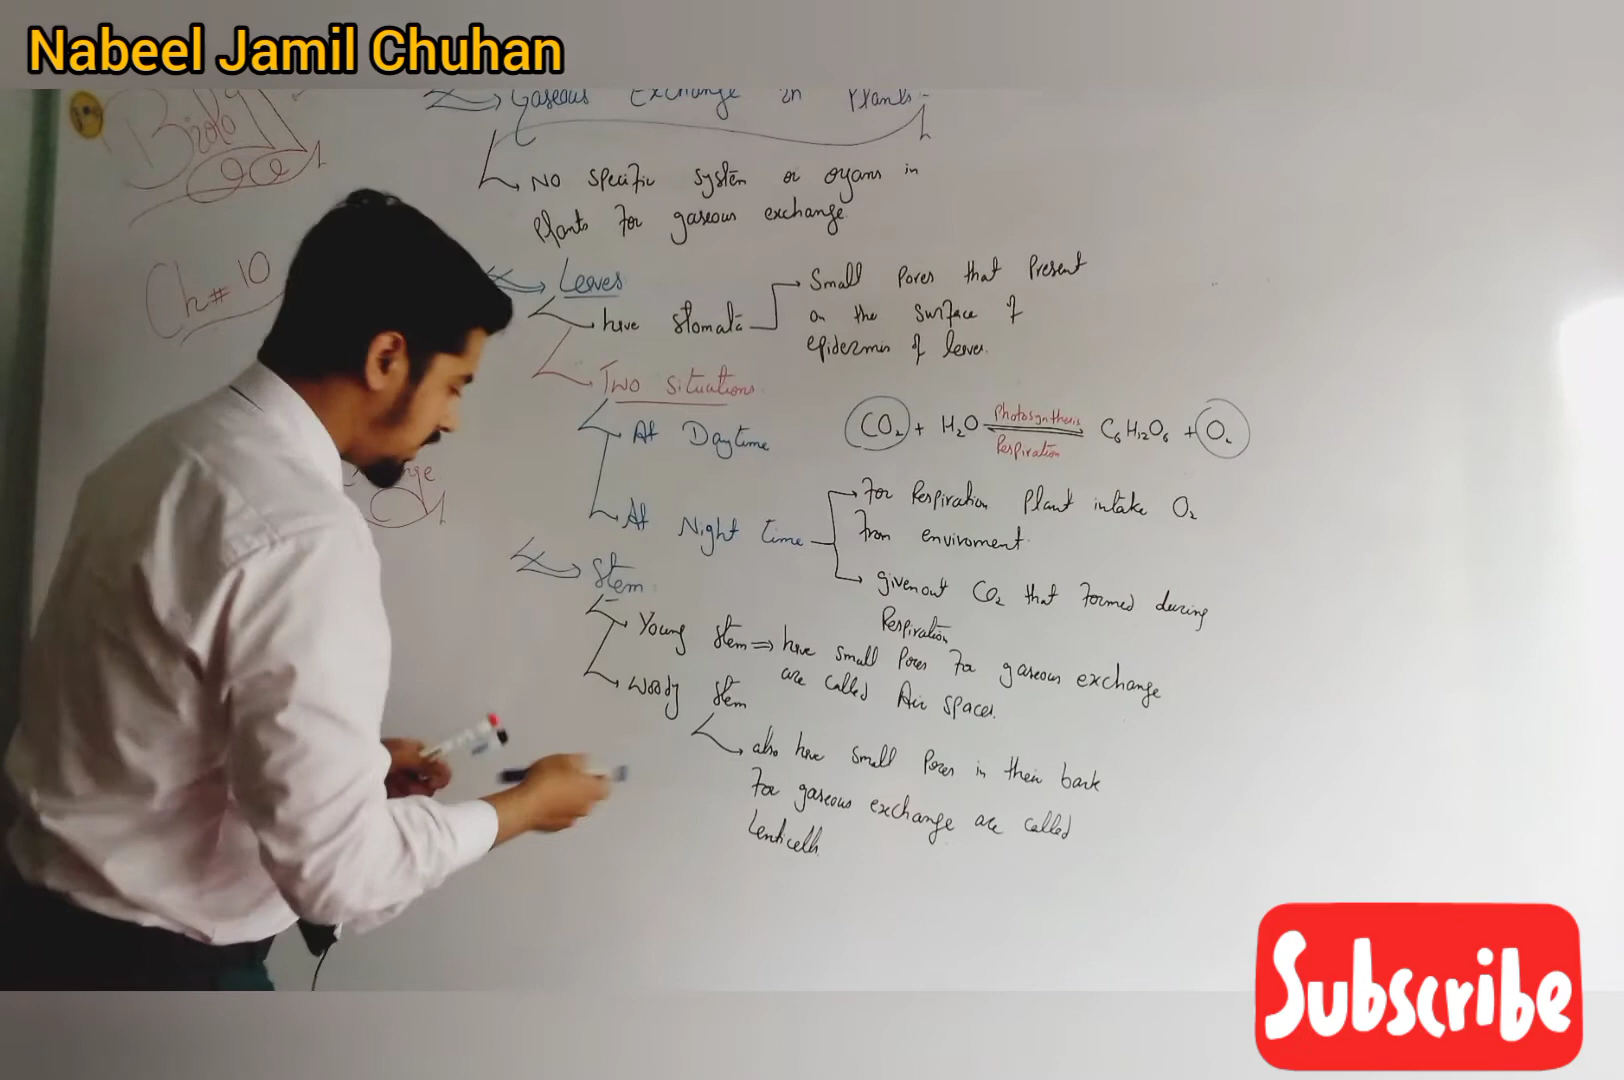 Nabeel Jamil Chuhan
Biology
Gaseous Exchange in Plants:-
No specific system or organs in
Plants for gaseous exchange.
Ch# 10
Leaves
have stomata
Small Pores that Present
on the surface of
epidermis of leaves.
Two situations.
At Daytime
CO2 + H2O Photosynthesis C6H12O6 + O2
Respiration
nge
At Night time
For Respiration Plant intake O2
from enviroment.
given out CO2 that formed during
Respiration
Stem
Young stem ⇒ have small Pores for gaseous exchange
are called Air spaces.
Woody stem
also have small Pores in their bark
For gaseous exchange are called
Lenticells.
Subscribe